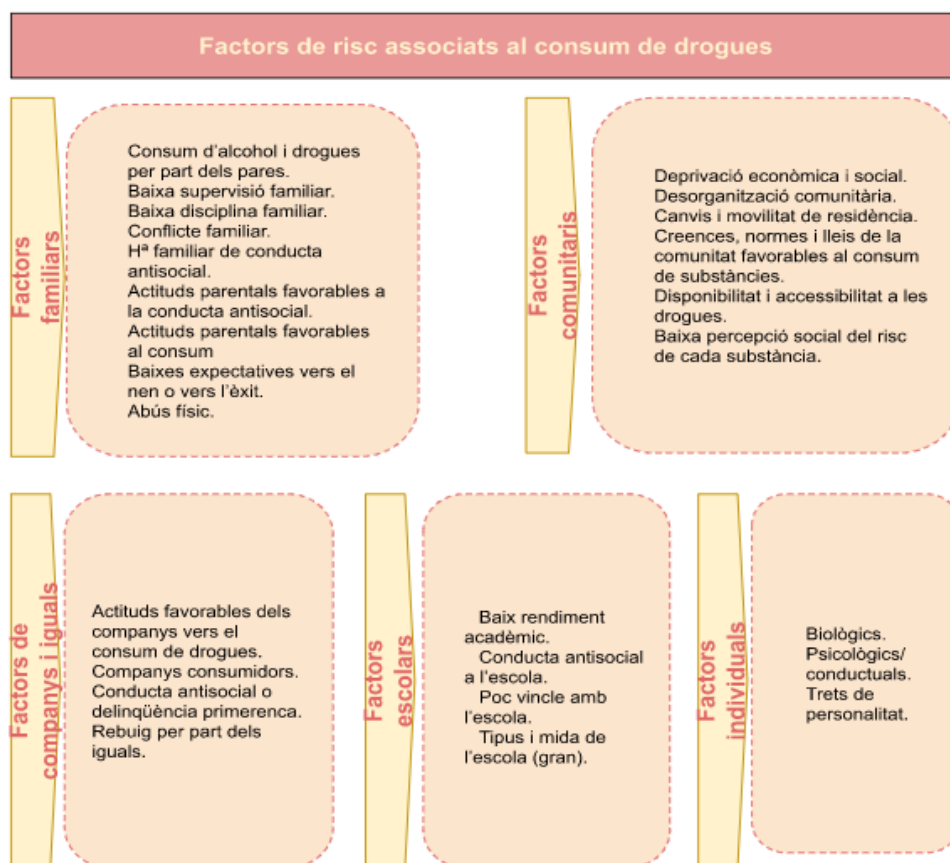 Factors de risc associats al consum de drogues
Factors
familiars
Consum d'alcohol i drogues
per part dels pares.
Baixa supervisió familiar.
Baixa disciplina familiar.
Conflicte familiar.
Hª familiar de conducta
antisocial.
Actituds parentals favorables a
la conducta antisocial.
Actituds parentals favorables
al consum
Baixes expectatives vers el
nen o vers l'èxit.
Abús físic.
Factors
comunitaris
Deprivació econòmica i social.
Desorganització comunitària.
Canvis i movilitat de residència.
Creences, normes i lleis de la
comunitat favorables al consum
de substàncies.
Disponibilitat i accessibilitat a les
drogues.
Baixa percepció social del risc
de cada substància.
Factors de
companys i iguals
Actituds favorables dels
companys vers el
consum de drogues.
Companys consumidors.
Conducta antisocial o
delinqüència primerenca.
Rebuig per part dels
iguals.
Factors
escolars
Baix rendiment
acadèmic.
Conducta antisocial
a l'escola.
Poc vincle amb
l'escola.
Tipus i mida de
l'escola (gran).
Factors
individuals
Biològics.
Psicològics/
conductuals.
Trets de
personalitat.